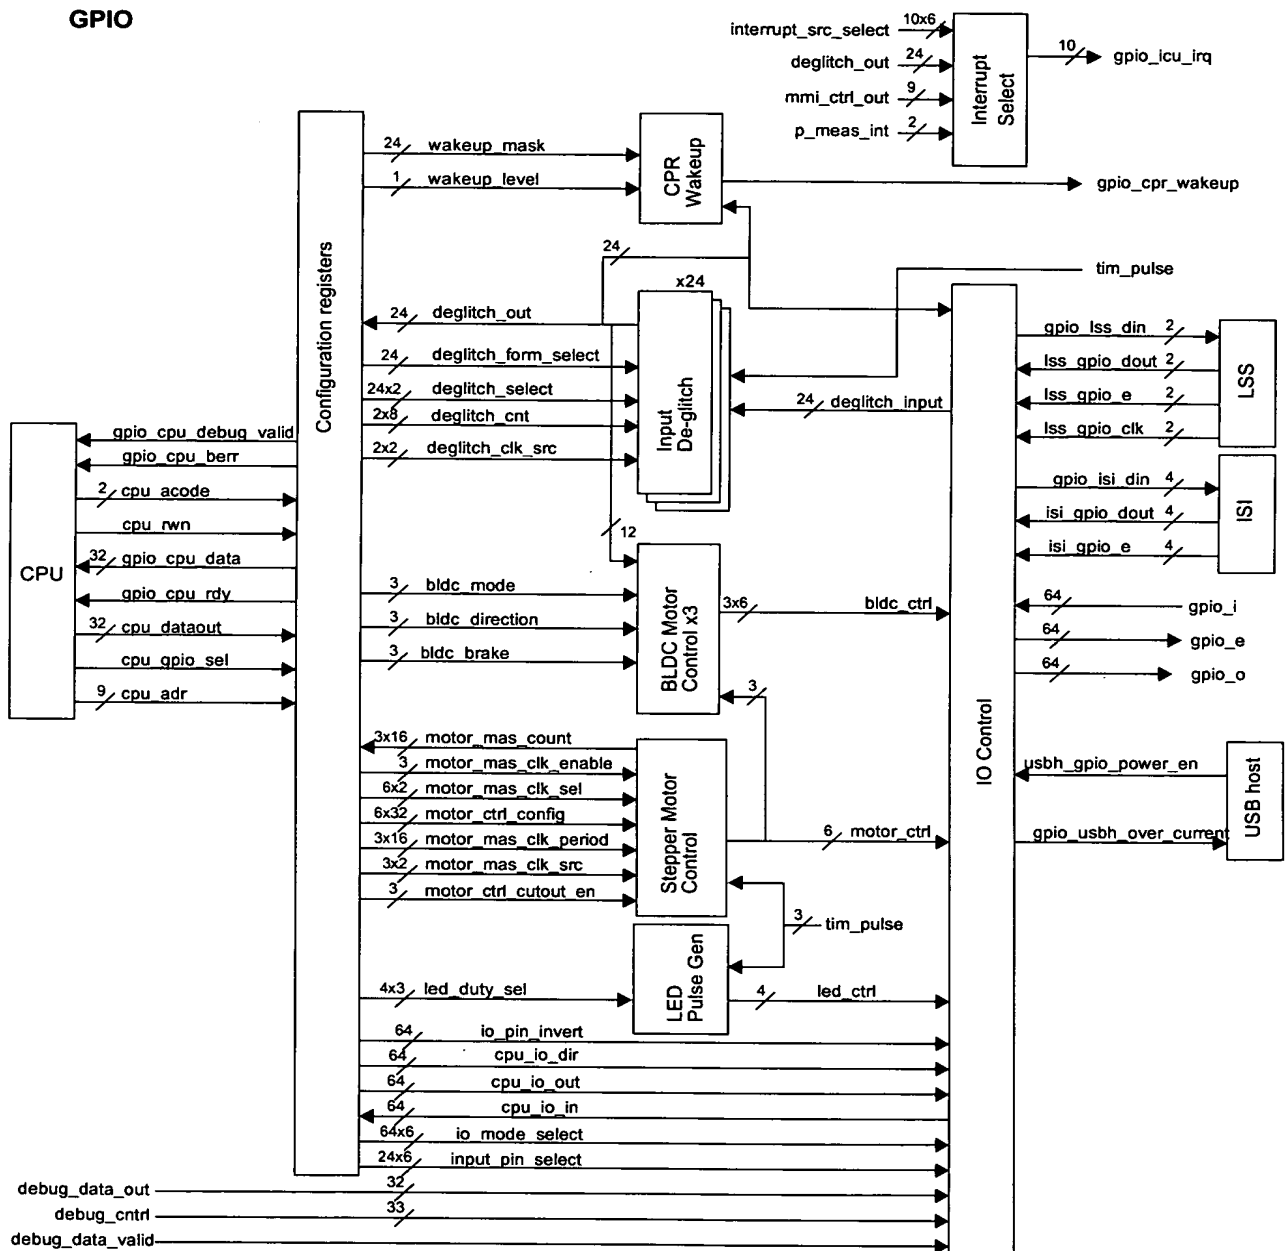 GPIO
interrupt_src_select 10x6
deglitch_out 24
mmi_ctrl_out 9
p_meas_int 2
Interrupt Select
10 gpio_icu_irq
Configuration registers
24 wakeup_mask
1 wakeup_level
CPR Wakeup
gpio_cpr_wakeup
24
tim_pulse
x24
24 deglitch_out
24 deglitch_form_select
24x2 deglitch_select
2x8 deglitch_cnt
2x2 deglitch_clk_src
Input De-glitch
24 deglitch_input
12
gpio_lss_din 2
lss_gpio_dout 2
lss_gpio_e 2
lss_gpio_clk 2
LSS
gpio_isi_din 4
isi_gpio_dout 4
isi_gpio_e 4
ISI
CPU
gpio_cpu_debug_valid
gpio_cpu_berr
2 cpu_acode
cpu_rwn
32 gpio_cpu_data
gpio_cpu_rdy
32 cpu_dataout
cpu_gpio_sel
9 cpu_adr
3 bldc_mode
3 bldc_direction
3 bldc_brake
BLDC Motor Control x3
3x6 bldc_ctrl
3
64 gpio_i
64 gpio_e
64 gpio_o
IO Control
3x16 motor_mas_count
3 motor_mas_clk_enable
6x2 motor_mas_clk_sel
6x32 motor_ctrl_config
3x16 motor_mas_clk_period
3x2 motor_mas_clk_src
3 motor_ctrl_cutout_en
Stepper Motor Control
6 motor_ctrl
usbh_gpio_power_en
gpio_usbh_over_current
USB host
3 tim_pulse
4x3 led_duty_sel
LED Pulse Gen
4 led_ctrl
64 io_pin_invert
64 cpu_io_dir
64 cpu_io_out
64 cpu_io_in
64x6 io_mode_select
24x6 input_pin_select
debug_data_out 32
debug_cntrl 33
debug_data_valid